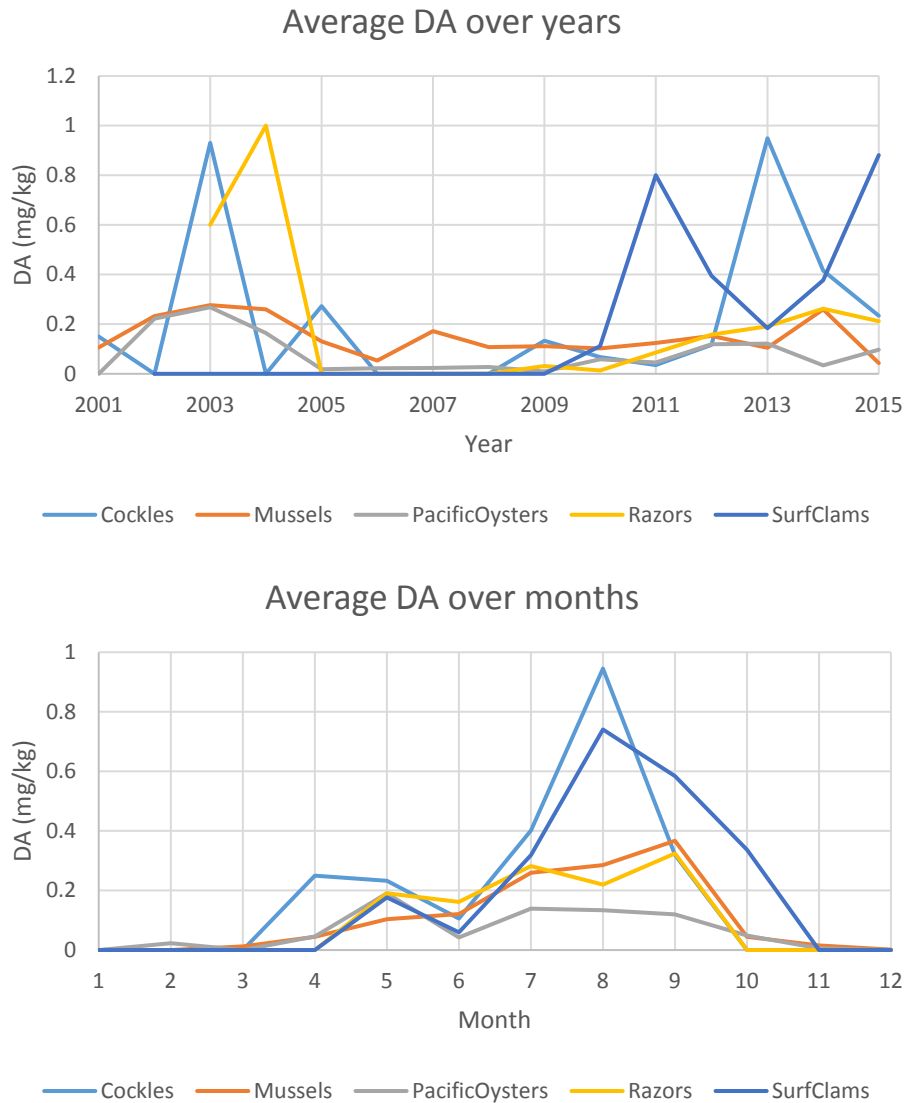 Average DA over years
1.2
1
0.8
0.6
0.4
0.2
0
DA (mg/kg)
2001 2003 2005 2007 2009 2011 2013 2015
Year
Cockles Mussels PacificOysters Razors SurfClams
Average DA over months
1
0.8
0.6
0.4
0.2
0
DA (mg/kg)
1 2 3 4 5 6 7 8 9 10 11 12
Month
Cockles Mussels PacificOysters Razors SurfClams